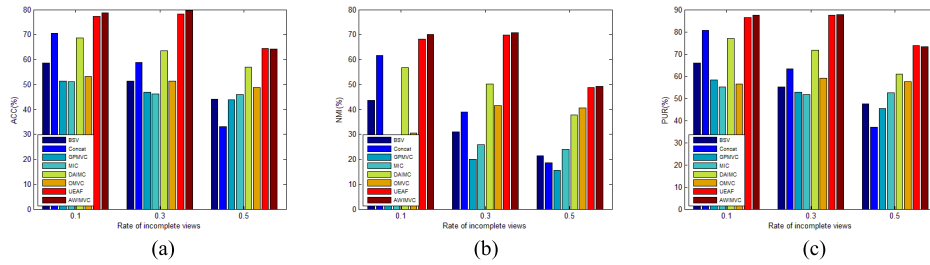 80
70
60
50
40
30
20
10
0
ACC(%)
BSV
Concat
GPMVC
MIC
DAIMC
OMVC
UEAF
AWIMVC
0.1 0.3 0.5
Rate of incomplete views
(a)
80
70
60
50
40
30
20
10
0
NMI(%)
BSV
Concat
GPMVC
MIC
DAIMC
OMVC
UEAF
AWIMVC
0.1 0.3 0.5
Rate of incomplete views
(b)
90
80
70
60
50
40
30
20
10
0
PUR(%)
BSV
Concat
GPMVC
MIC
DAIMC
OMVC
UEAF
AWIMVC
0.1 0.3 0.5
Rate of incomplete views
(c)